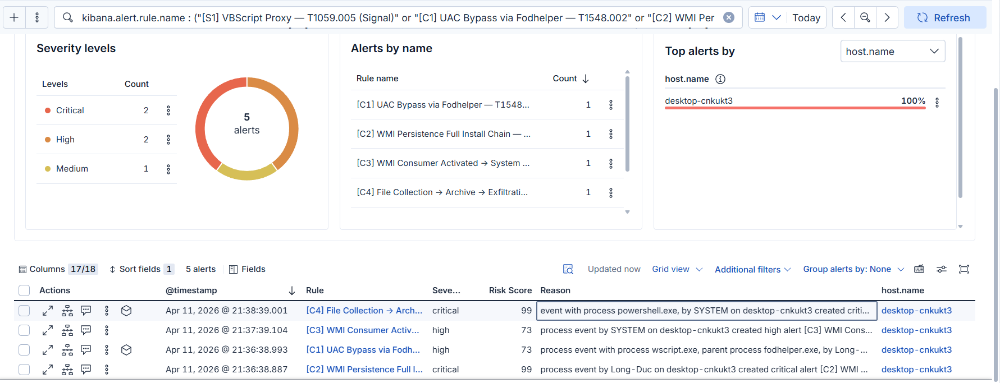 kibana.alert.rule.name : ("[S1] VBScript Proxy — T1059.005 (Signal)" or "[C1] UAC Bypass via Fodhelper — T1548.002" or "[C2] WMI Per
Today
Refresh
Severity levels
Levels Count
Critical 2
High 2
Medium 1
5
alerts
Alerts by name
Rule name Count
[C1] UAC Bypass via Fodhelper — T1548... 1
[C2] WMI Persistence Full Install Chain — ... 1
[C3] WMI Consumer Activated → System ... 1
[C4] File Collection → Archive → Exfiltrati... 1
Top alerts by
host.name
host.name
desktop-cnkukt3 100%
Columns 17/18 Sort fields 1 5 alerts Fields Updated now Grid view Additional filters Group alerts by: None
Actions @timestamp Rule Seve... Risk Score Reason host.name
Apr 11, 2026 @ 21:38:39.001 [C4] File Collection → Arch... critical 99 event with process powershell.exe, by SYSTEM on desktop-cnkukt3 created criti... desktop-cnkukt3
Apr 11, 2026 @ 21:37:39.104 [C3] WMI Consumer Activ... high 73 process event by SYSTEM on desktop-cnkukt3 created high alert [C3] WMI Cons... desktop-cnkukt3
Apr 11, 2026 @ 21:36:38.993 [C1] UAC Bypass via Fodh... high 73 process event with process wscript.exe, parent process fodhelper.exe, by Long-... desktop-cnkukt3
Apr 11, 2026 @ 21:36:38.887 [C2] WMI Persistence Full I... critical 99 process event by Long-Duc on desktop-cnkukt3 created critical alert [C2] WMI ... desktop-cnkukt3